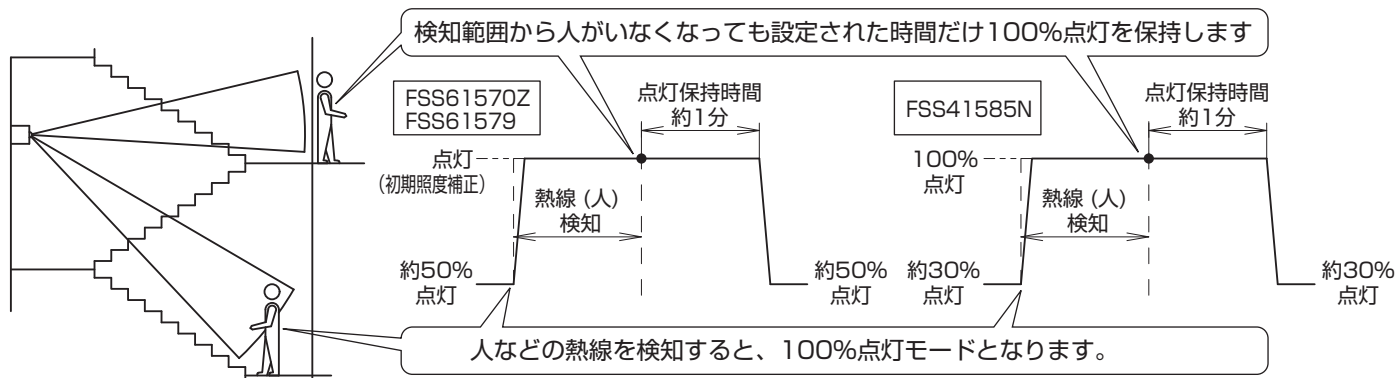 検知範囲から人がいなくなっても設定された時間だけ100%点灯を保持します
FSS61570Z
FSS61579
点灯保持時間
約1分
点灯
(初期照度補正)
熱線 (人)
検知
約50%
点灯
約50%
点灯
FSS41585N
点灯保持時間
約1分
100%
点灯
熱線 (人)
検知
約30%
点灯
約30%
点灯
人などの熱線を検知すると、100%点灯モードとなります。